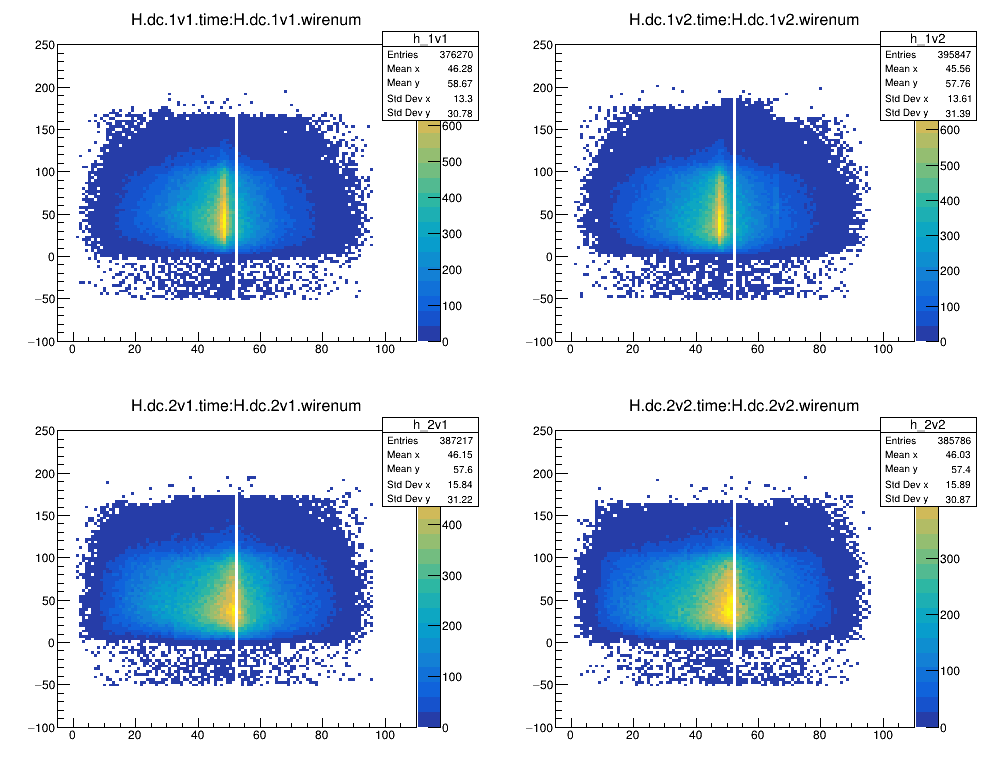 H.dc.1v1.time:H.dc.1v1.wirenum
h_1v1
Entries 376270
Mean x 46.28
Mean y 58.67
Std Dev x 13.3
Std Dev y 30.78
250
200
150
100
50
0
−50
−100
0 20 40 60 80 100
600
500
400
300
200
100
0
H.dc.1v2.time:H.dc.1v2.wirenum
h_1v2
Entries 395847
Mean x 45.56
Mean y 57.76
Std Dev x 13.61
Std Dev y 31.39
250
200
150
100
50
0
−50
−100
0 20 40 60 80 100
600
500
400
300
200
100
0
H.dc.2v1.time:H.dc.2v1.wirenum
h_2v1
Entries 387217
Mean x 46.15
Mean y 57.6
Std Dev x 15.84
Std Dev y 31.22
250
200
150
100
50
0
−50
−100
0 20 40 60 80 100
400
300
200
100
0
H.dc.2v2.time:H.dc.2v2.wirenum
h_2v2
Entries 385786
Mean x 46.03
Mean y 57.4
Std Dev x 15.89
Std Dev y 30.87
250
200
150
100
50
0
−50
−100
0 20 40 60 80 100
300
200
100
0